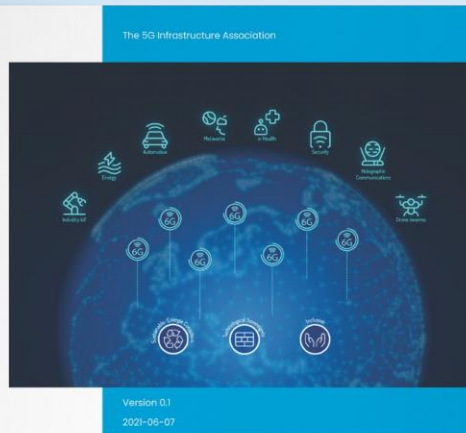 The 5G Infrastructure Association
Metaverse
e-Health
Automotive
Security
Energy
Holographic
Communications
Industry IoT
Drone swarms
6G
6G
6G
6G
6G
6G
6G
Inclusion
Version 0.1
2021-06-07